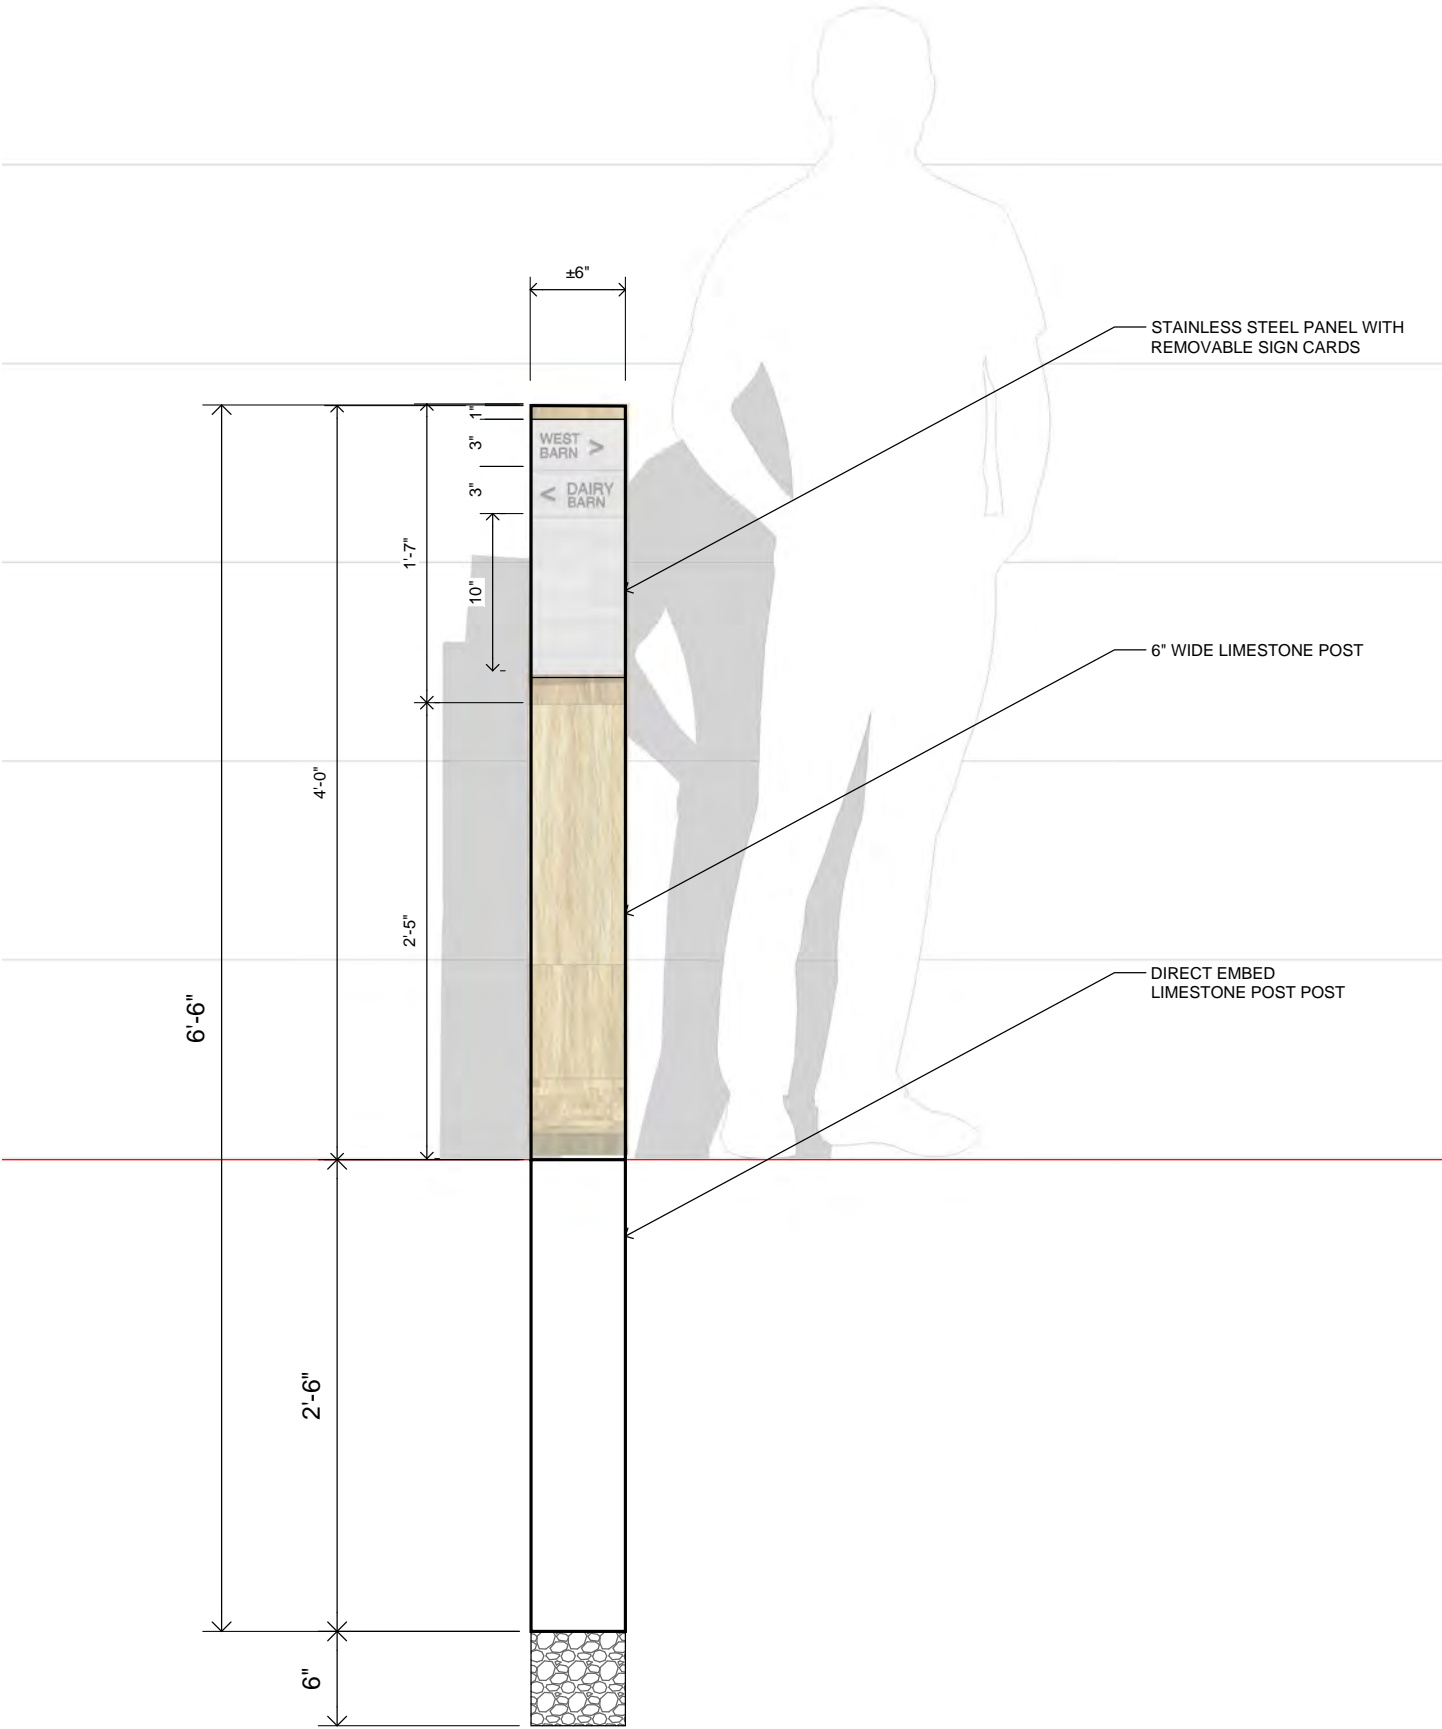 ±6"
STAINLESS STEEL PANEL WITH
REMOVABLE SIGN CARDS
1"
3"
WEST
BARN >
3"
< DAIRY
BARN
1'-7"
10"
6" WIDE LIMESTONE POST
4'-0"
2'-5"
DIRECT EMBED
LIMESTONE POST POST
6'-6"
2'-6"
6"